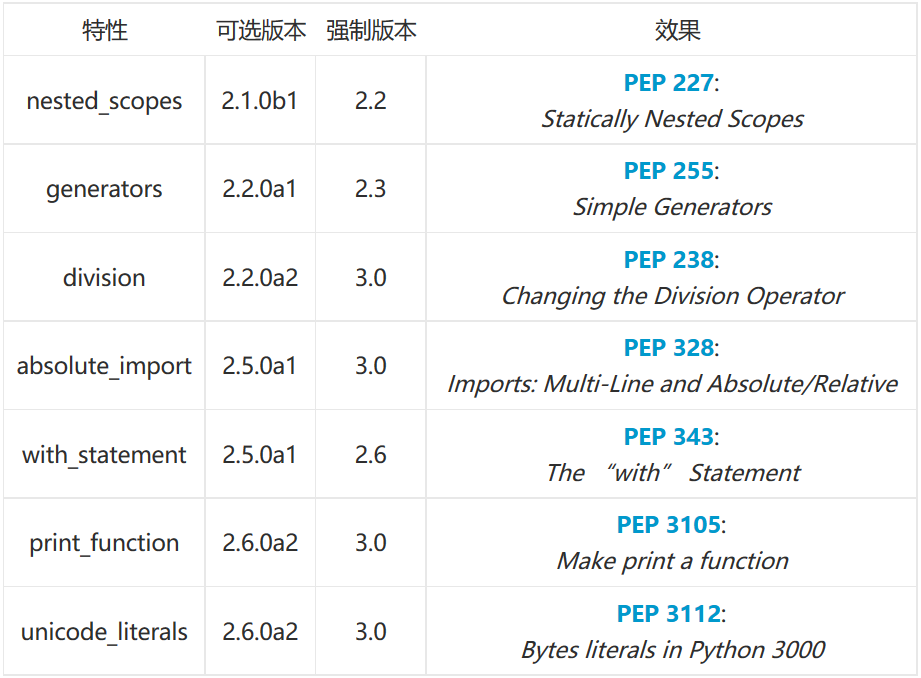 特性 可选版本 强制版本 效果
nested_scopes 2.1.0b1 2.2 PEP 227:
Statically Nested Scopes
generators 2.2.0a1 2.3 PEP 255:
Simple Generators
division 2.2.0a2 3.0 PEP 238:
Changing the Division Operator
absolute_import 2.5.0a1 3.0 PEP 328:
Imports: Multi-Line and Absolute/Relative
with_statement 2.5.0a1 2.6 PEP 343:
The “with” Statement
print_function 2.6.0a2 3.0 PEP 3105:
Make print a function
unicode_literals 2.6.0a2 3.0 PEP 3112:
Bytes literals in Python 3000